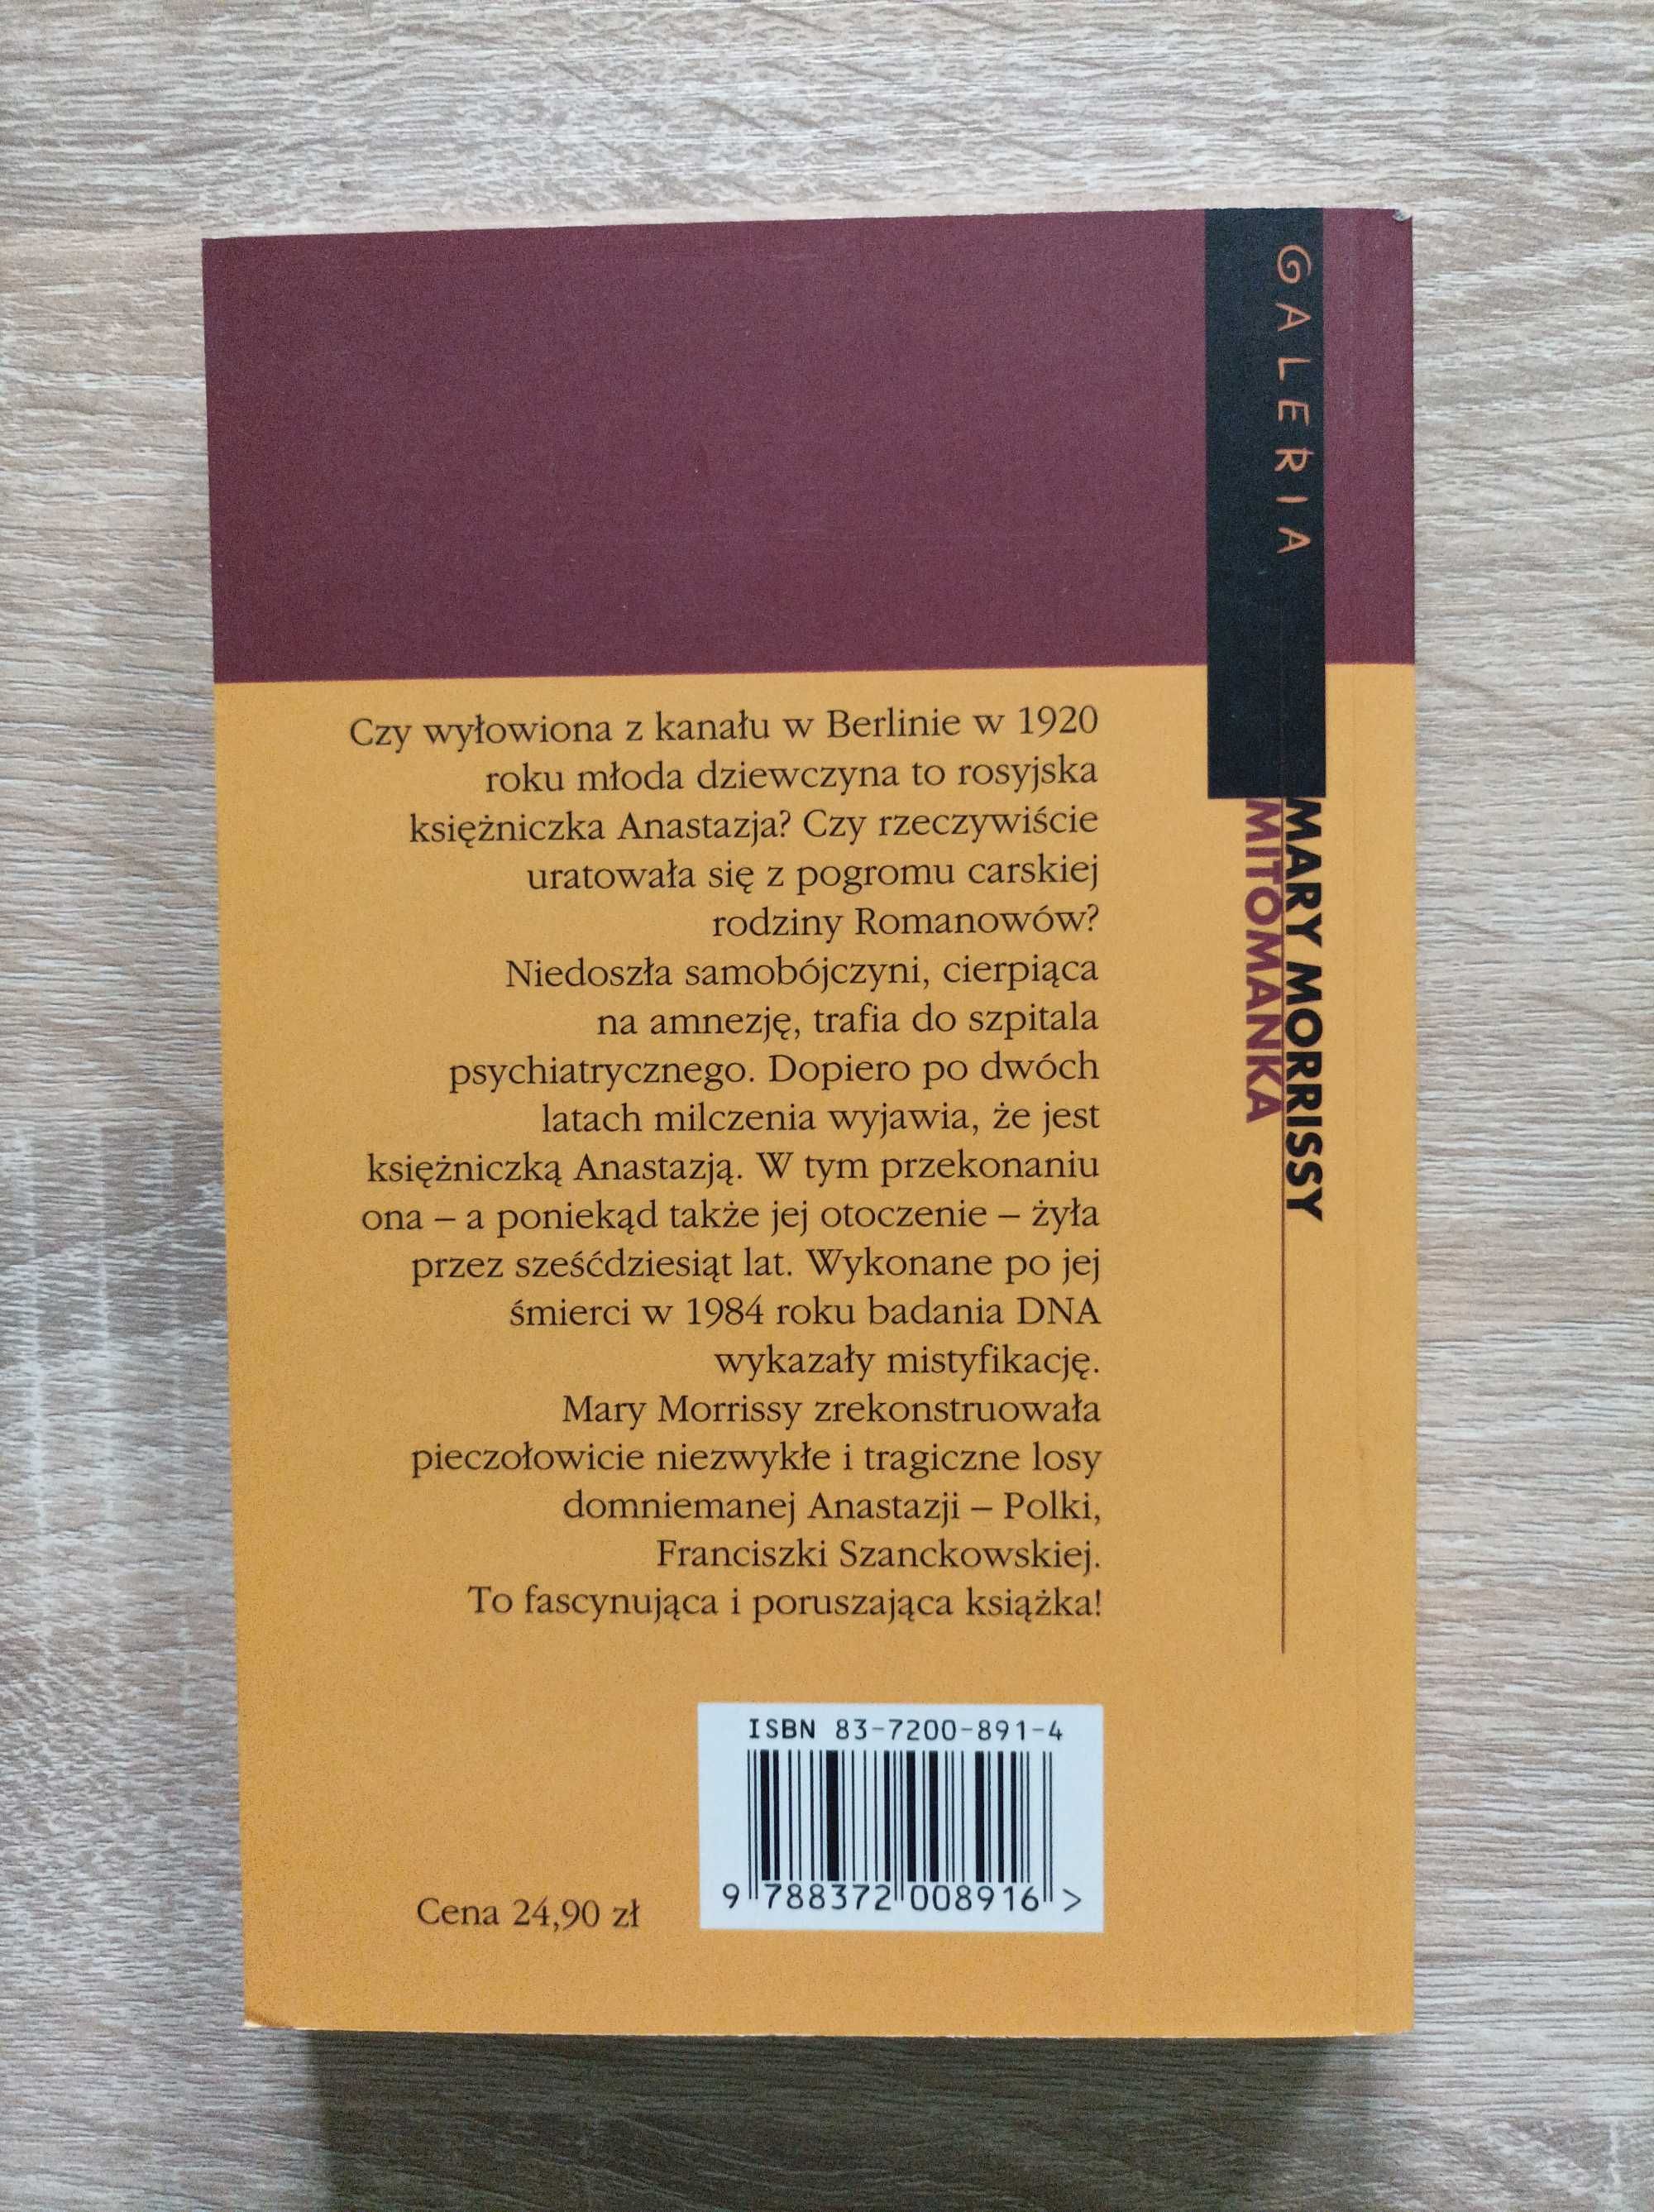 GALERIA
MARY MORRISSY
MITOMANKA
Czy wyłowiona z kanału w Berlinie w 1920
roku młoda dziewczyna to rosyjska
księżniczka Anastazja? Czy rzeczywiście
uratowała się z pogromu carskiej
rodziny Romanowów?
Niedoszła samobójczyni, cierpiąca
na amnezję, trafia do szpitala
psychiatrycznego. Dopiero po dwóch
latach milczenia wyjawia, że jest
księżniczką Anastazją. W tym przekonaniu
ona – a poniekąd także jej otoczenie – żyła
przez sześćdziesiąt lat. Wykonane po jej
śmierci w 1984 roku badania DNA
wykazały mistyfikację.
Mary Morrissy zrekonstruowała
pieczołowicie niezwykłe i tragiczne losy
domniemanej Anastazji – Polki,
Franciszki Szanckowskiej.
To fascynująca i poruszająca książka!
ISBN 83-7200-891-4
9 788372 008916 >
Cena 24,90 zł